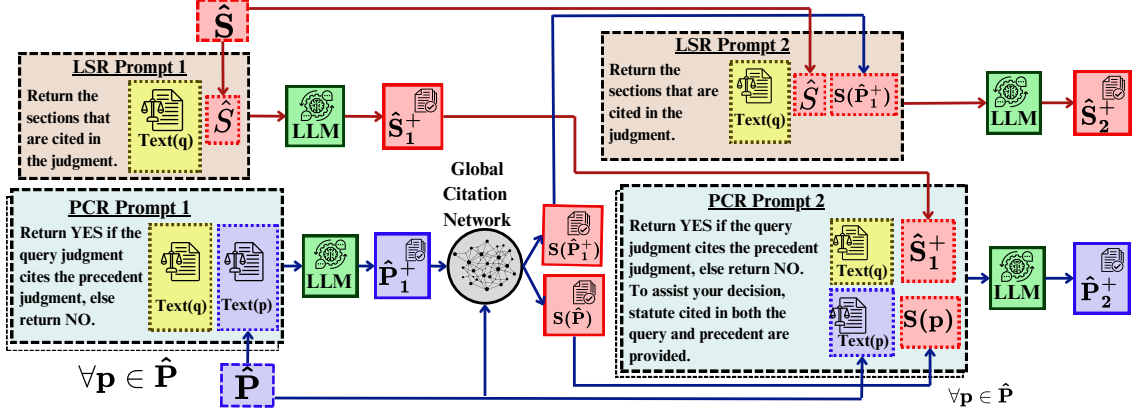 Ŝ
LSR Prompt 1
Return the
sections that
are cited in
in the
judgment.
Text(q)
Ŝ
LLM
Ŝ₁⁺
LSR Prompt 2
Return the
sections that are
cited in the
judgment.
Text(q)
Ŝ
S(P̂₁⁺)
LLM
Ŝ₂⁺
PCR Prompt 1
Return YES if the
query judgment
cites the precedent
judgment, else
return NO.
Text(q)
Text(p)
LLM
P̂₁⁺
Global
Citation
Network
S(P̂₁⁺)
S(P̂)
PCR Prompt 2
Return YES if the query
judgment cites the precedent
judgment, else return NO.
To assist your decision,
statute cited in both the
query and precedent are
provided.
Text(q)
Ŝ₁⁺
Text(p)
S(p)
LLM
P̂₂⁺
∀p ∈ P̂
P̂
∀p ∈ P̂